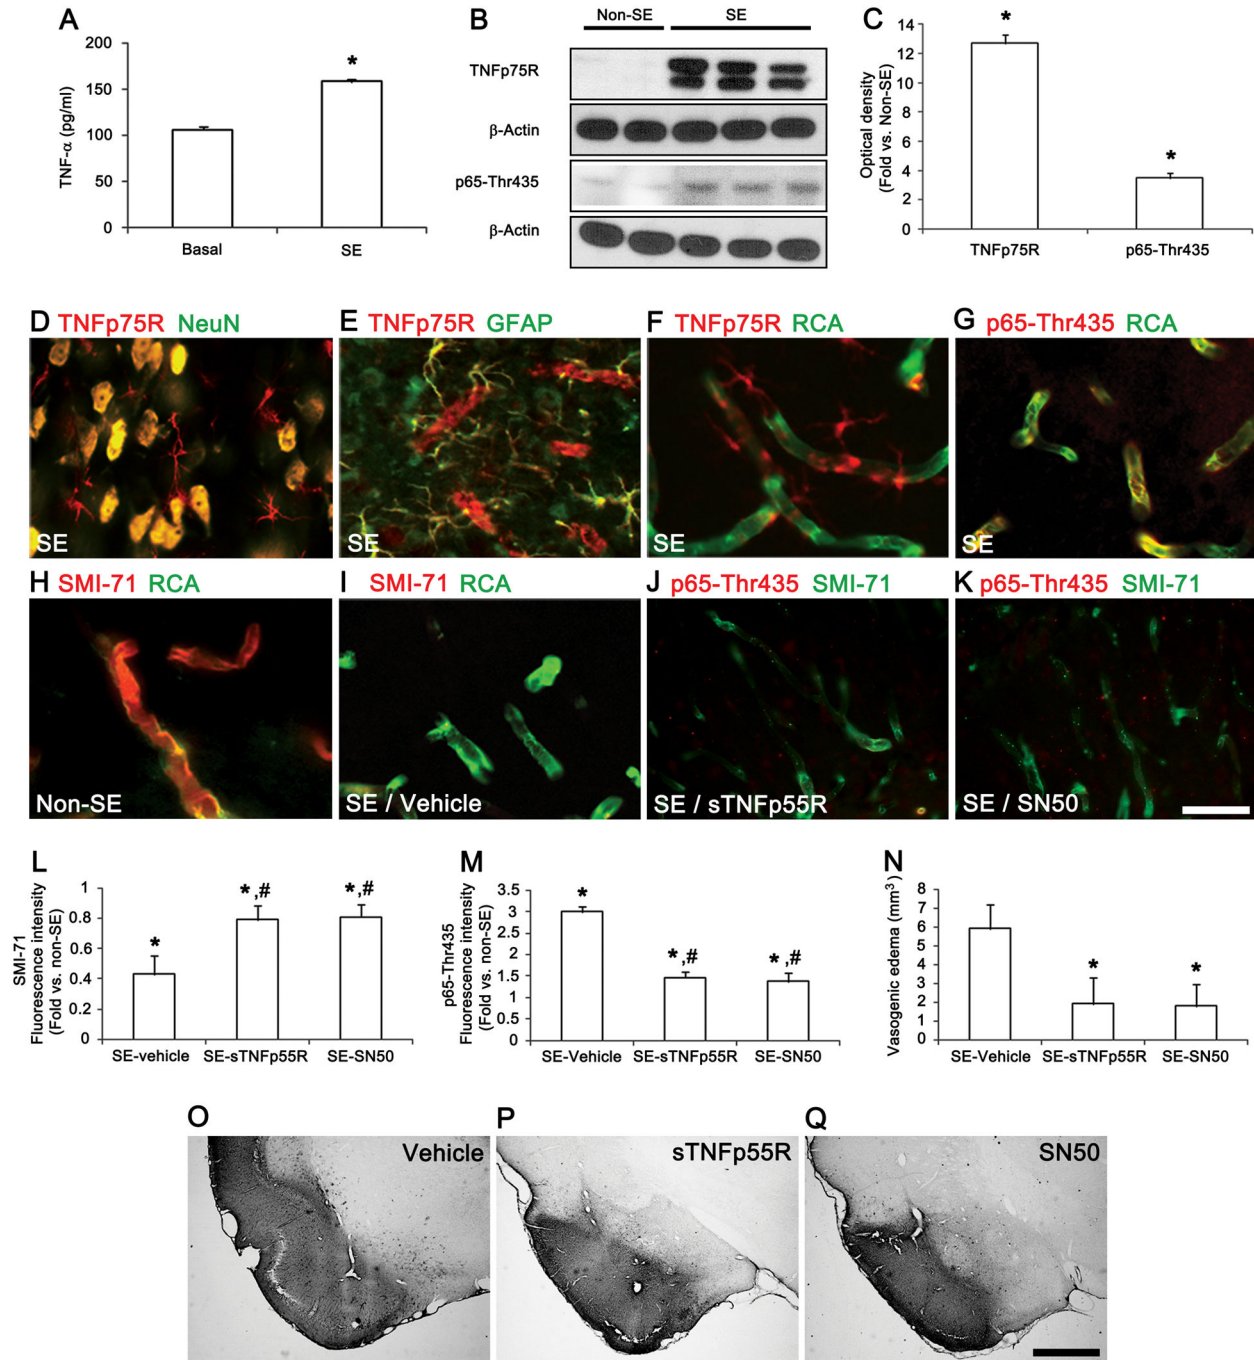 A
TNF-α (pg/ml)
200
150
100
50
0
*
Basal
SE
B
Non-SE
SE
TNFp75R
β-Actin
p65-Thr435
β-Actin
C
Optical density
(Fold vs. Non-SE)
14
12
10
8
6
4
2
0
*
*
TNFp75R
p65-Thr435
D TNFp75R NeuN
SE
E TNFp75R GFAP
SE
F TNFp75R RCA
SE
G p65-Thr435 RCA
SE
H SMI-71 RCA
Non-SE
I SMI-71 RCA
SE / Vehicle
J p65-Thr435 SMI-71
SE / sTNFp55R
K p65-Thr435 SMI-71
SE / SN50
L
SMI-71
Fluorescence intensity
(Fold vs. non-SE)
1
0.8
0.6
0.4
0.2
0
*
*,#
*,#
SE-vehicle
SE-sTNFp55R
SE-SN50
M
p65-Thr435
Fluorescence intensity
(Fold vs. non-SE)
3.5
3
2.5
2
1.5
1
0.5
0
*
*,#
*,#
SE-Vehicle
SE-sTNFp55R
SE-SN50
N
Vasogenic edema (mm³)
8
7
6
5
4
3
2
1
0
*
*
SE-Vehicle
SE-sTNFp55R
SE-SN50
O
Vehicle
P
sTNFp55R
Q
SN50